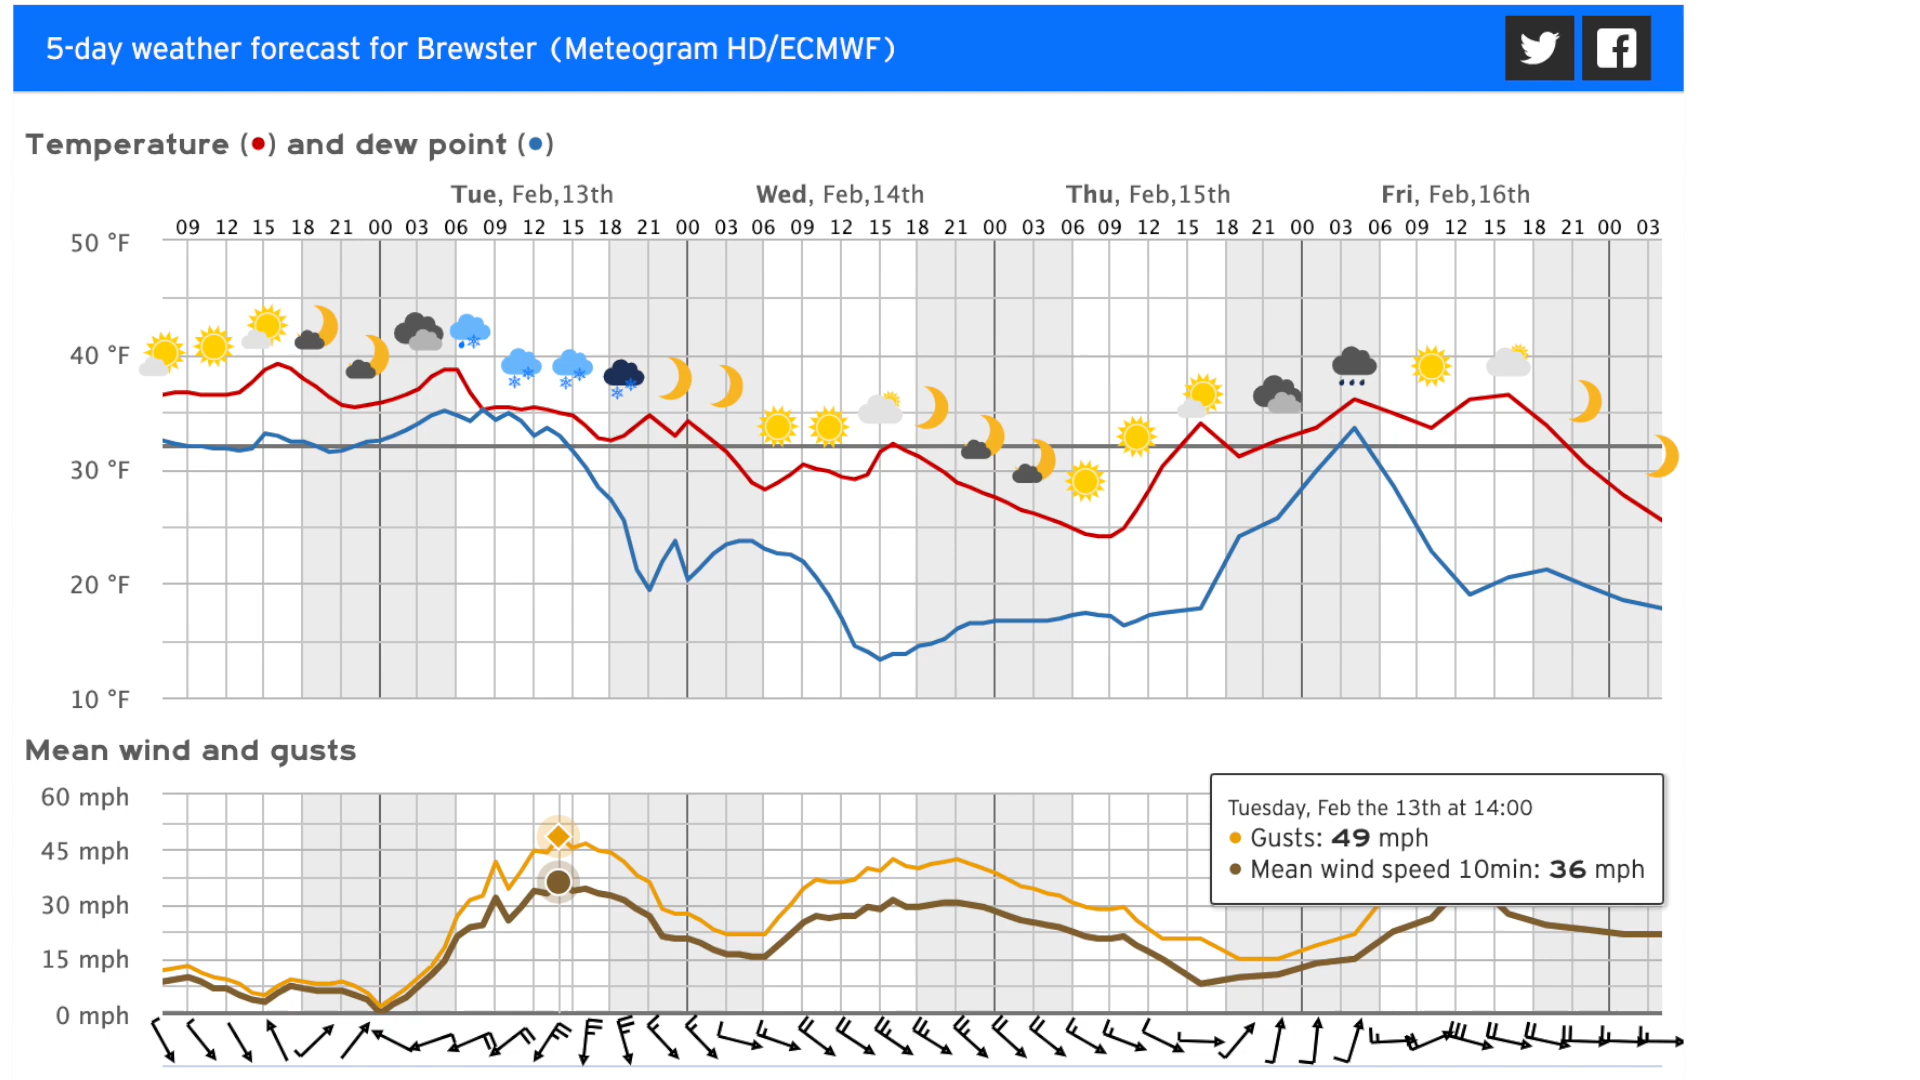 5-day weather forecast for Brewster (Meteogram HD/ECMWF)
Temperature (•) and dew point (•)
Tue, Feb,13th Wed, Feb,14th Thu, Feb,15th Fri, Feb,16th
09 12 15 18 21 00 03 06 09 12 15 18 21 00 03 06 09 12 15 18 21 00 03 06 09 12 15 18 21 00 03 06 09 12 15 18 21 00 03
50 °F
40 °F
30 °F
20 °F
10 °F
Mean wind and gusts
60 mph
45 mph
30 mph
15 mph
0 mph
Tuesday, Feb the 13th at 14:00
• Gusts: 49 mph
• Mean wind speed 10min: 36 mph